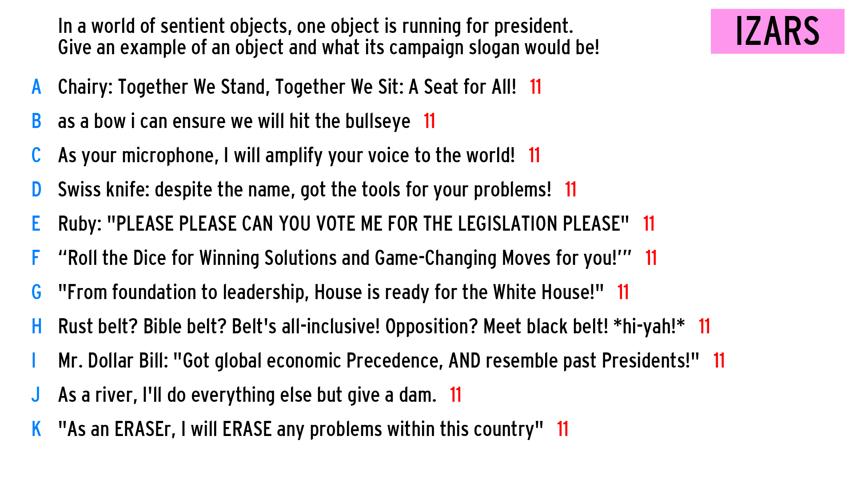 In a world of sentient objects, one object is running for president.
Give an example of an object and what its campaign slogan would be!
IZARS
A Chairy: Together We Stand, Together We Sit: A Seat for All! 11
B as a bow i can ensure we will hit the bullseye 11
C As your microphone, I will amplify your voice to the world! 11
D Swiss knife: despite the name, got the tools for your problems! 11
E Ruby: "PLEASE PLEASE CAN YOU VOTE ME FOR THE LEGISLATION PLEASE" 11
F “Roll the Dice for Winning Solutions and Game-Changing Moves for you!’” 11
G "From foundation to leadership, House is ready for the White House!" 11
H Rust belt? Bible belt? Belt's all-inclusive! Opposition? Meet black belt! *hi-yah!* 11
I Mr. Dollar Bill: "Got global economic Precedence, AND resemble past Presidents!" 11
J As a river, I'll do everything else but give a dam. 11
K "As an ERASEr, I will ERASE any problems within this country" 11